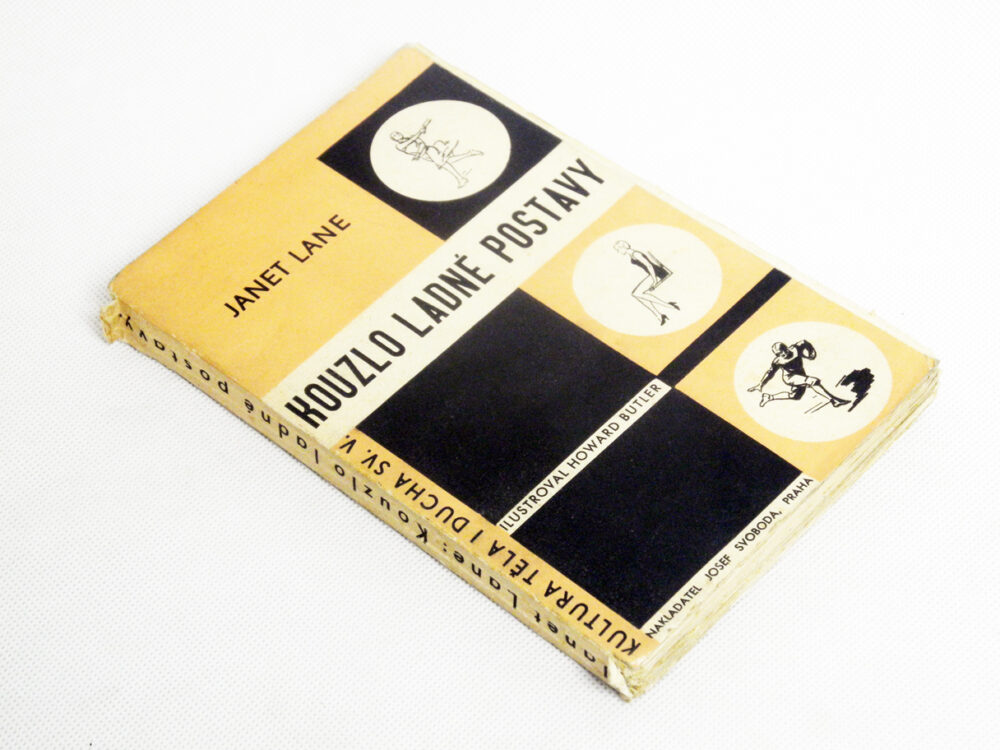 JANET LANE
KOUZLO LADNÉ POSTAVY
KULTURA TĚLA I DUCHA SV. V.
ILUSTROVAL HOWARD BUTLER
NAKLADATEL JOSEF SVOBODA, PRAHA
Janet Lane: Kouzlo ladné postavy.